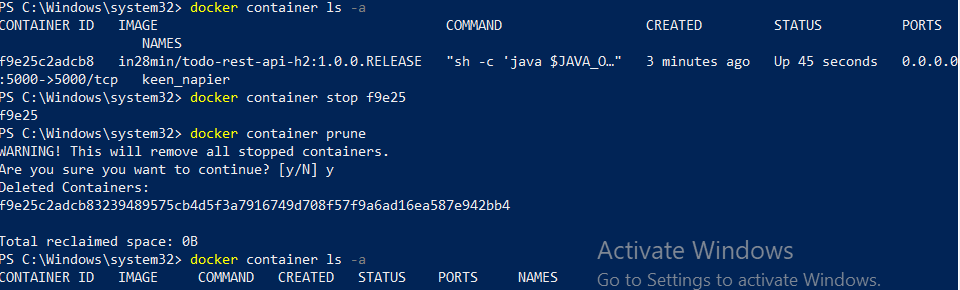 PS C:\Windows\system32> docker container ls -a
CONTAINER ID   IMAGE                                    COMMAND                  CREATED         STATUS          PORTS
                  NAMES
f9e25c2adcb8   in28min/todo-rest-api-h2:1.0.0.RELEASE   "sh -c 'java $JAVA_O…"   3 minutes ago   Up 45 seconds   0.0.0.0
:5000->5000/tcp   keen_napier
PS C:\Windows\system32> docker container stop f9e25
f9e25
PS C:\Windows\system32> docker container prune
WARNING! This will remove all stopped containers.
Are you sure you want to continue? [y/N] y
Deleted Containers:
f9e25c2adcb83239489575cb4d5f3a7916749d708f57f9a6ad16ea587e942bb4

Total reclaimed space: 0B
PS C:\Windows\system32> docker container ls -a
CONTAINER ID   IMAGE     COMMAND   CREATED   STATUS    PORTS     NAMES
Activate Windows
Go to Settings to activate Windows.